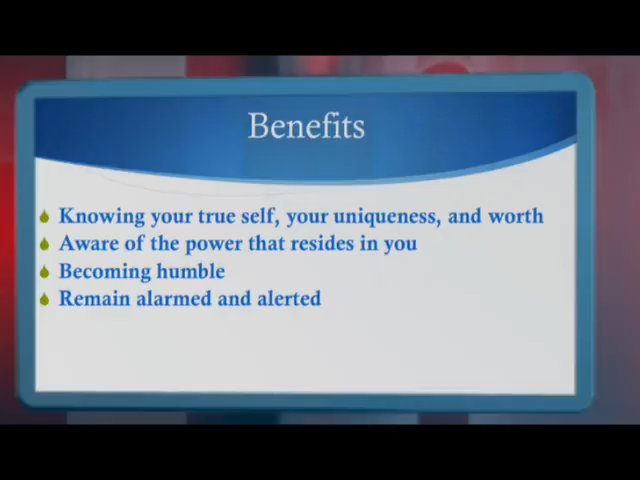 Benefits
Knowing your true self, your uniqueness, and worth
Aware of the power that resides in you
Becoming humble
Remain alarmed and alerted